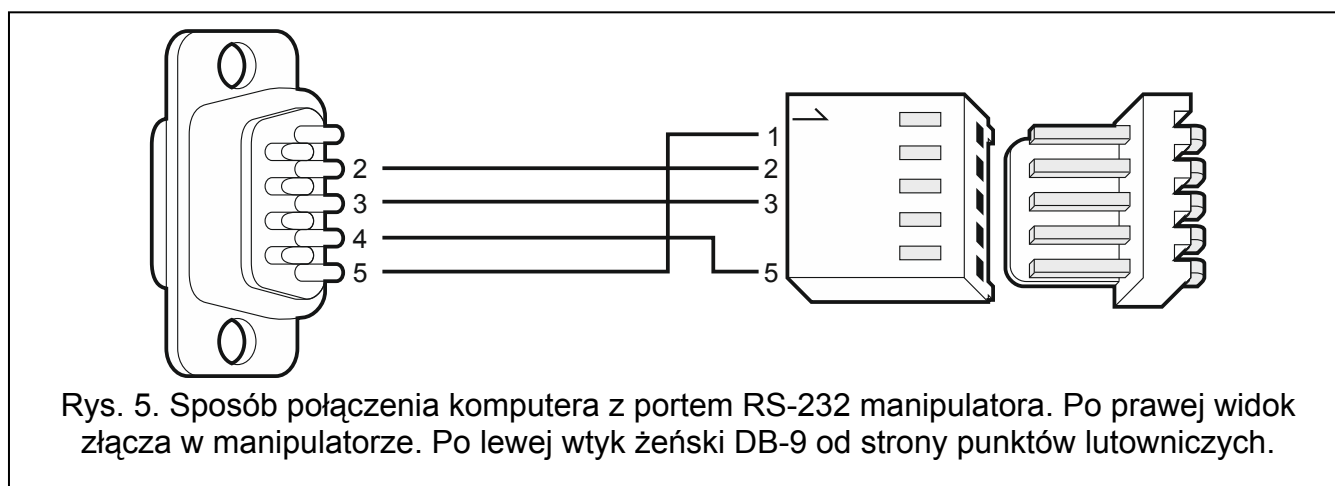 1
2 2
3 3
4
5 5
Rys. 5. Sposób połączenia komputera z portem RS-232 manipulatora. Po prawej widok
złącza w manipulatorze. Po lewej wtyk żeński DB-9 od strony punktów lutowniczych.